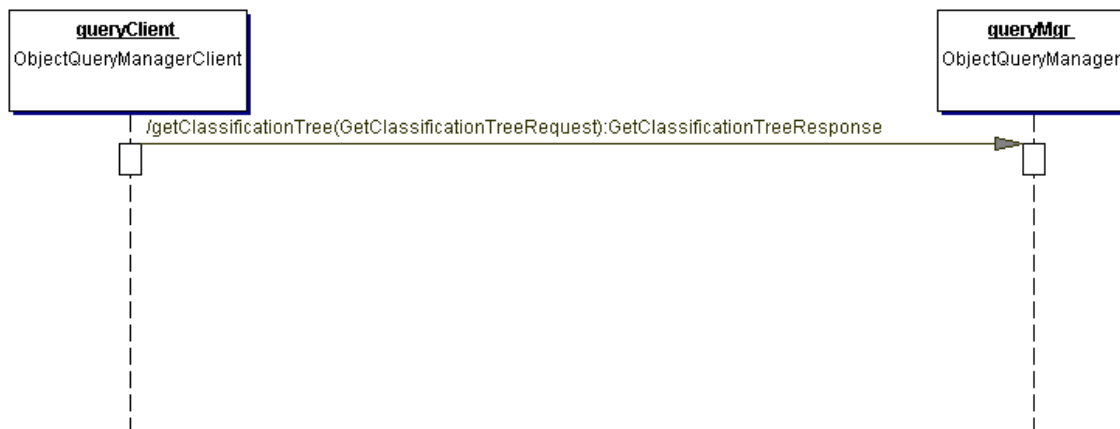 queryClient
ObjectQueryManagerClient
queryMgr
ObjectQueryManager
/getClassificationTree(GetClassificationTreeRequest):GetClassificationTreeResponse